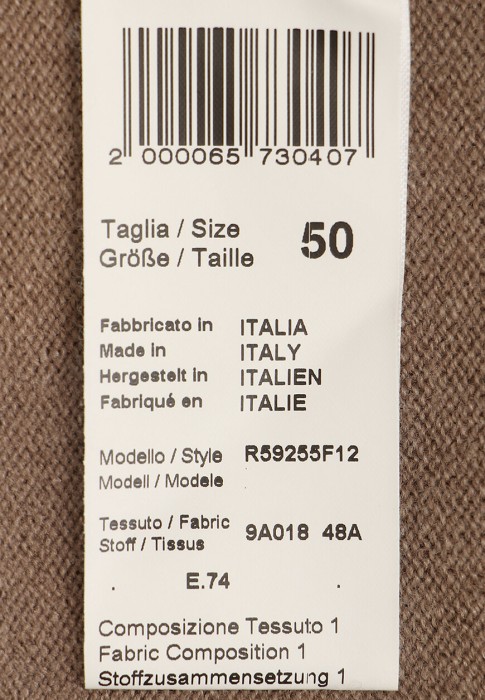 2 000065 730407
Taglia / Size 50
Größe / Taille
Fabbricato in ITALIA
Made in ITALY
Hergestelt in ITALIEN
Fabriqué en ITALIE
Modello / Style R59255F12
Modell / Modele
Tessuto / Fabric 9A018 48A
Stoff / Tissus
. E.74 .
Composizione Tessuto 1
Fabric Composition 1
Stoffzusammensetzung 1